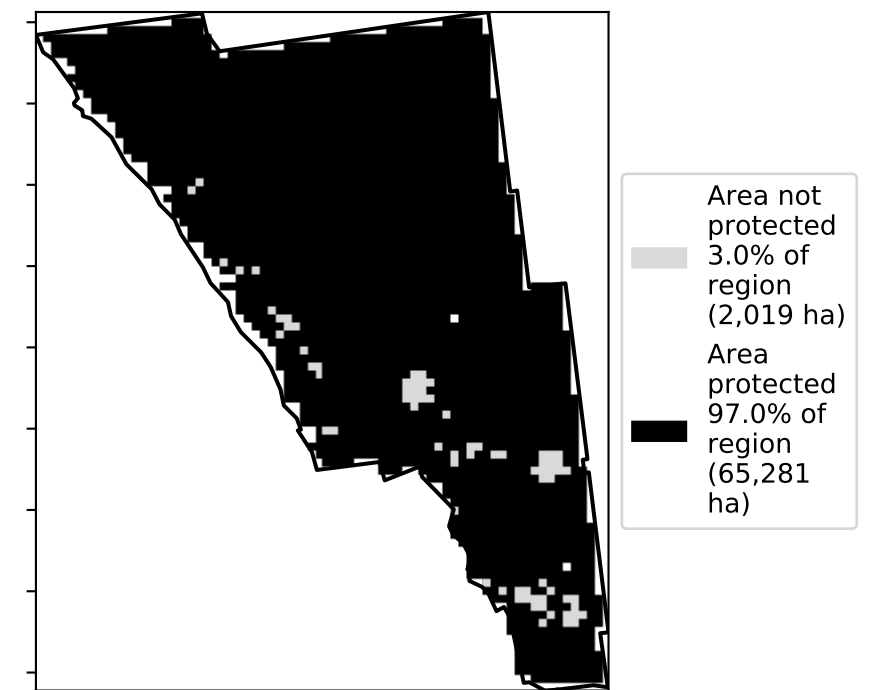 Area not
protected
3.0% of
region
(2,019 ha)
Area
protected
97.0% of
region
(65,281
ha)